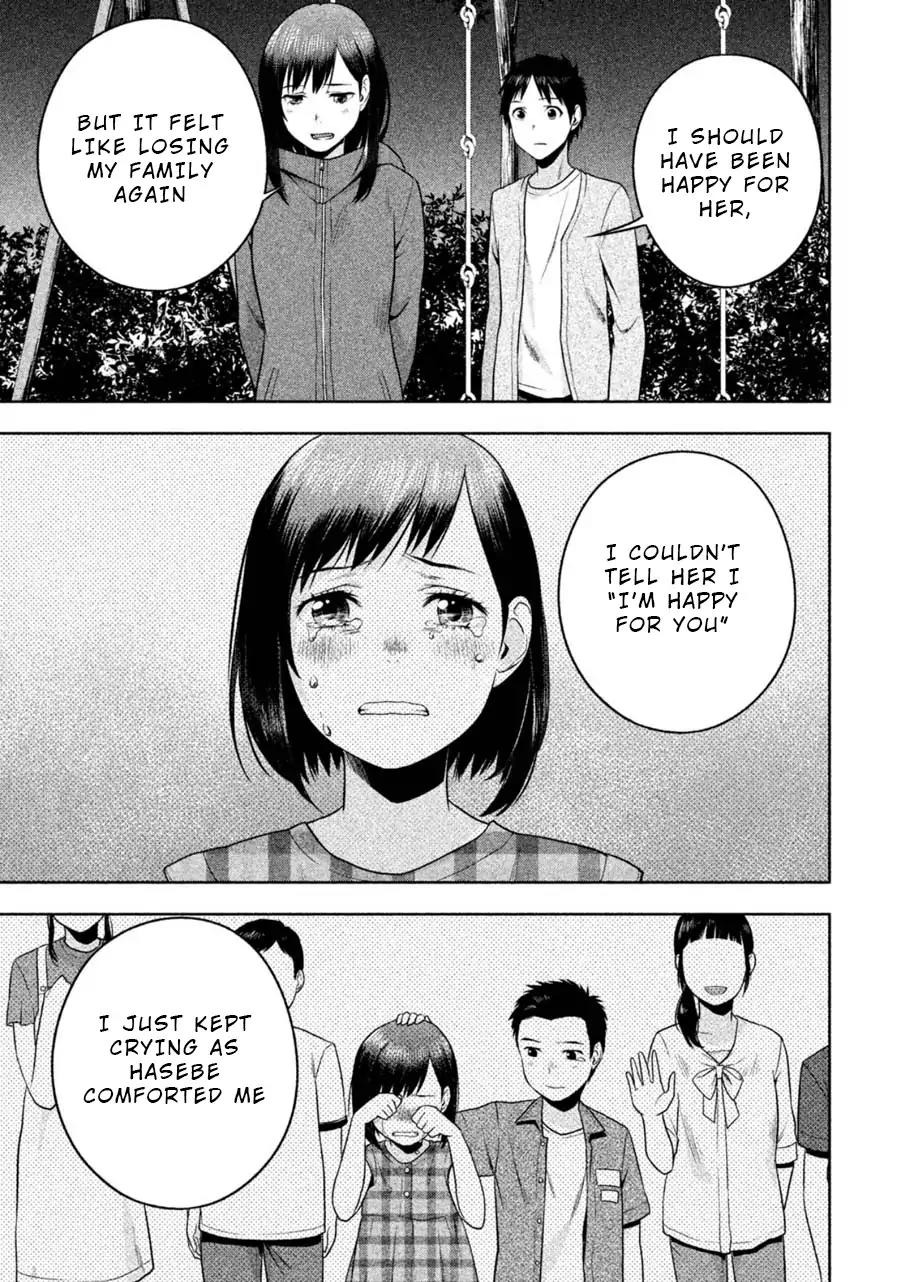 I SHOULD
HAVE BEEN
HAPPY FOR
HER,
BUT IT FELT
LIKE LOSING
MY FAMILY
AGAIN
I COULDN'T
TELL HER I
"I'M HAPPY
FOR YOU"
I JUST KEPT
CRYING AS
HASEBE
COMFORTED ME